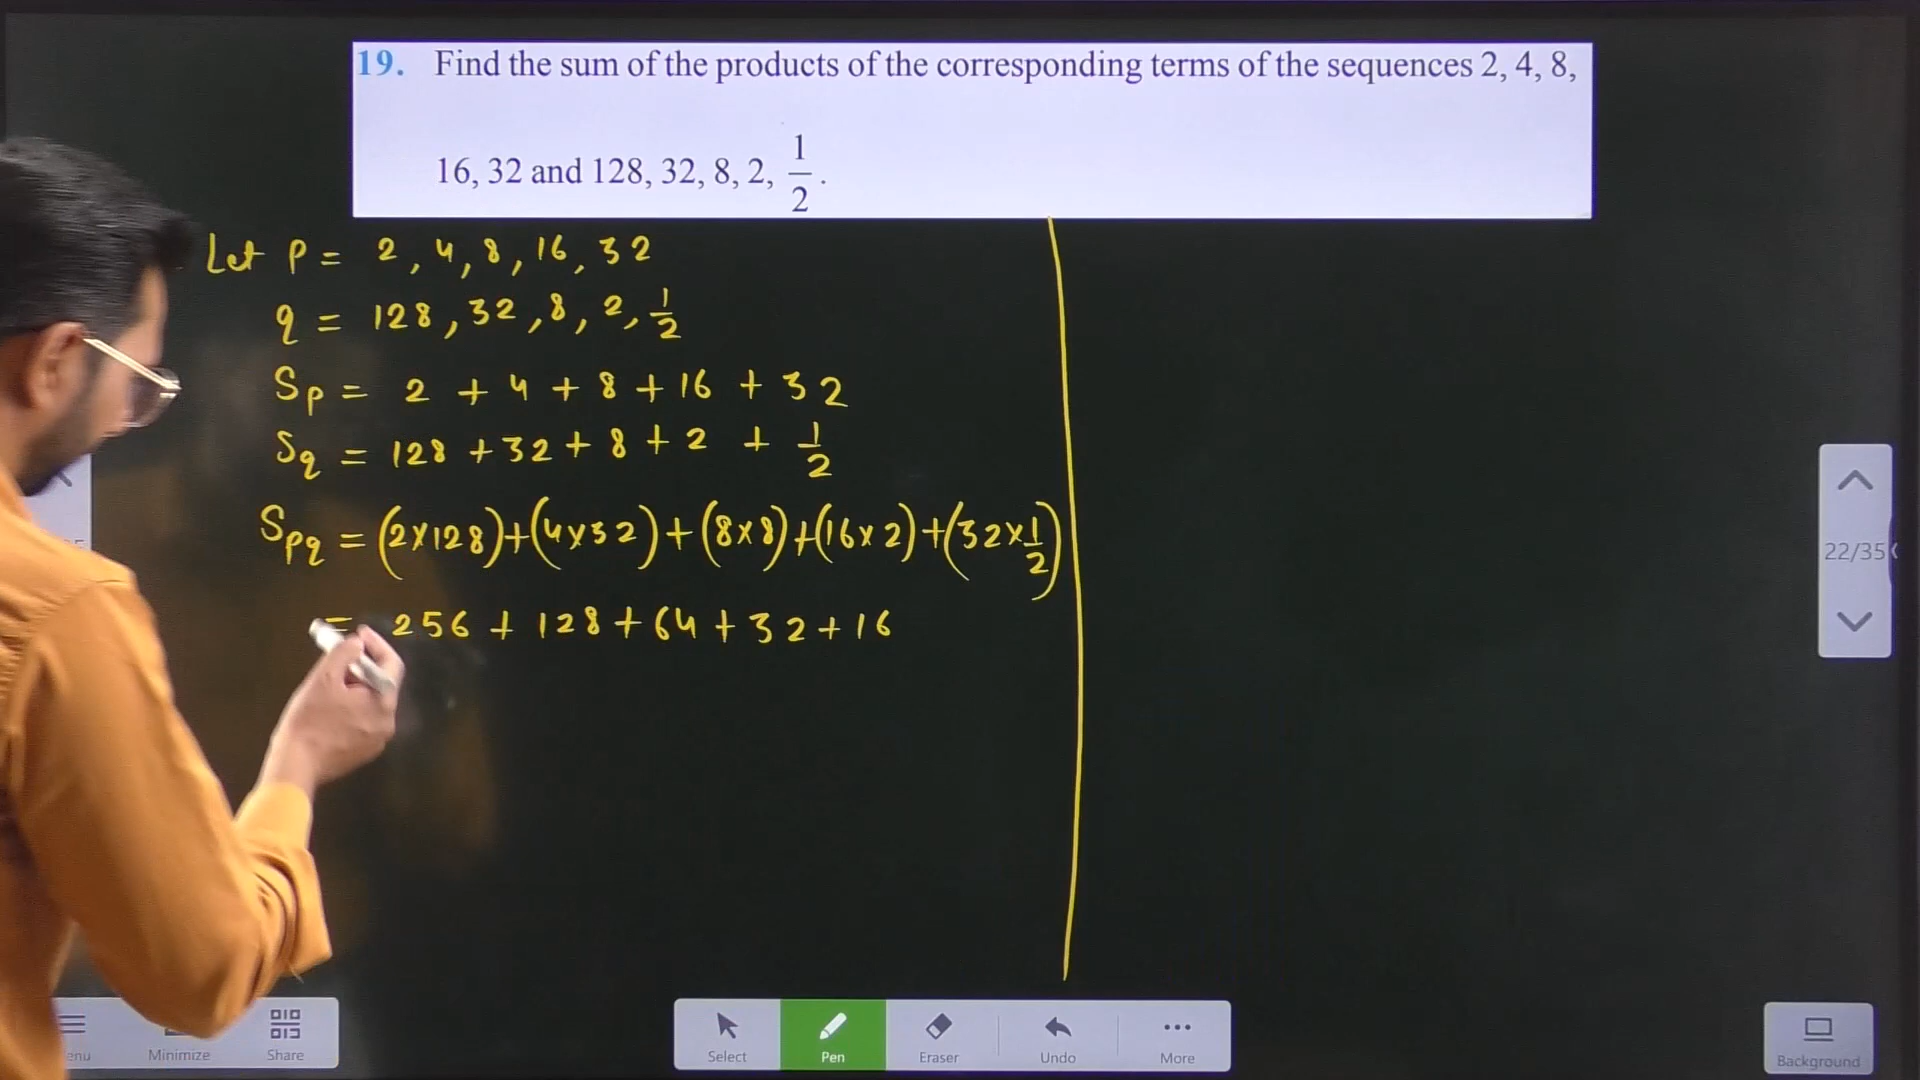 19. Find the sum of the products of the corresponding terms of the sequences 2, 4, 8,
16, 32 and 128, 32, 8, 2, 1/2.
Let p = 2, 4, 8, 16, 32
q = 128, 32, 8, 2, 1/2
Sp = 2 + 4 + 8 + 16 + 32
Sq = 128 + 32 + 8 + 2 + 1/2
Spq = (2×128)+(4×32)+(8×8)+(16×2)+(32×1/2)
= 256 + 128 + 64 + 32 + 16
22/35
enu
Minimize
Share
Select
Pen
Eraser
Undo
More
Background